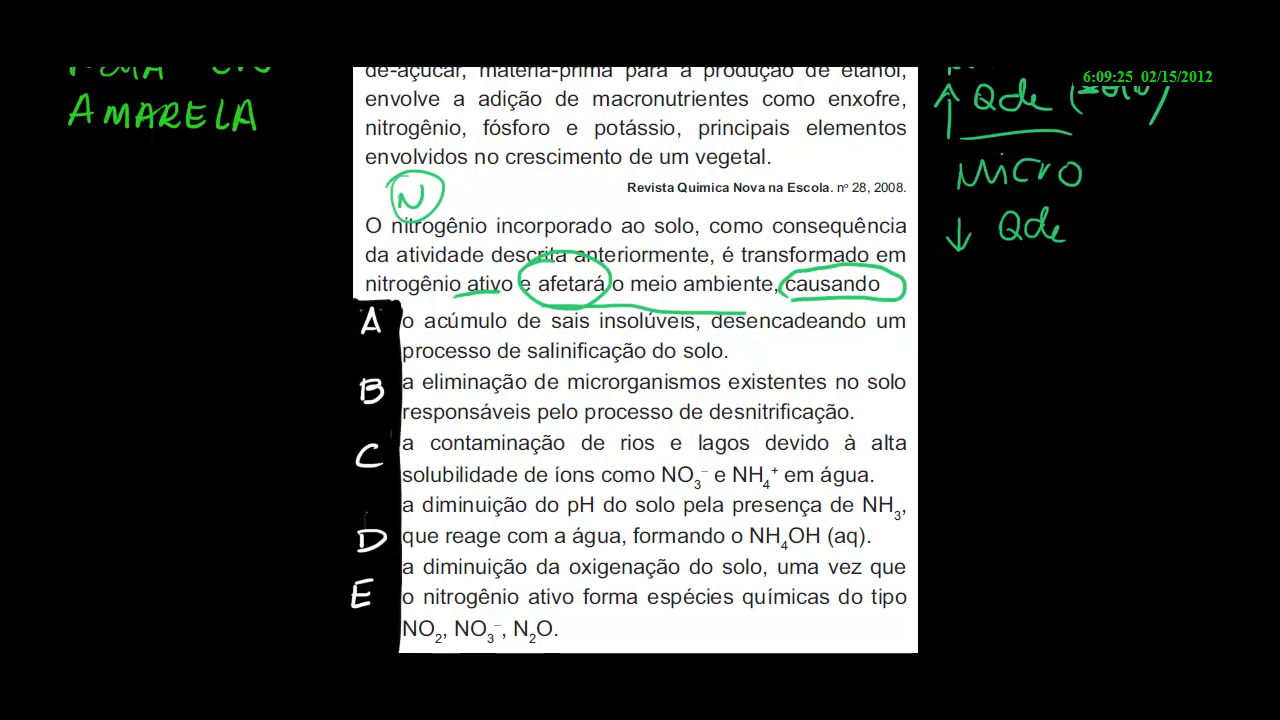 AMARELA
de-açúcar, matéria-prima para a produção de etanol,
envolve a adição de macronutrientes como enxofre,
nitrogênio, fósforo e potássio, principais elementos
envolvidos no crescimento de um vegetal.
Revista Química Nova na Escola. nº 28, 2008.
N
O nitrogênio incorporado ao solo, como consequência
da atividade descrita anteriormente, é transformado em
nitrogênio ativo e afetará o meio ambiente, causando
A o acúmulo de sais insolúveis, desencadeando um
processo de salinificação do solo.
B a eliminação de microrganismos existentes no solo
responsáveis pelo processo de desnitrificação.
C a contaminação de rios e lagos devido à alta
solubilidade de íons como NO₃⁻ e NH₄⁺ em água.
D a diminuição do pH do solo pela presença de NH₃,
que reage com a água, formando o NH₄OH (aq).
E a diminuição da oxigenação do solo, uma vez que
o nitrogênio ativo forma espécies químicas do tipo
NO₂, NO₃⁻, N₂O.
6:09:25 02/15/2012
↑ Qde
Micro
↓ Qde